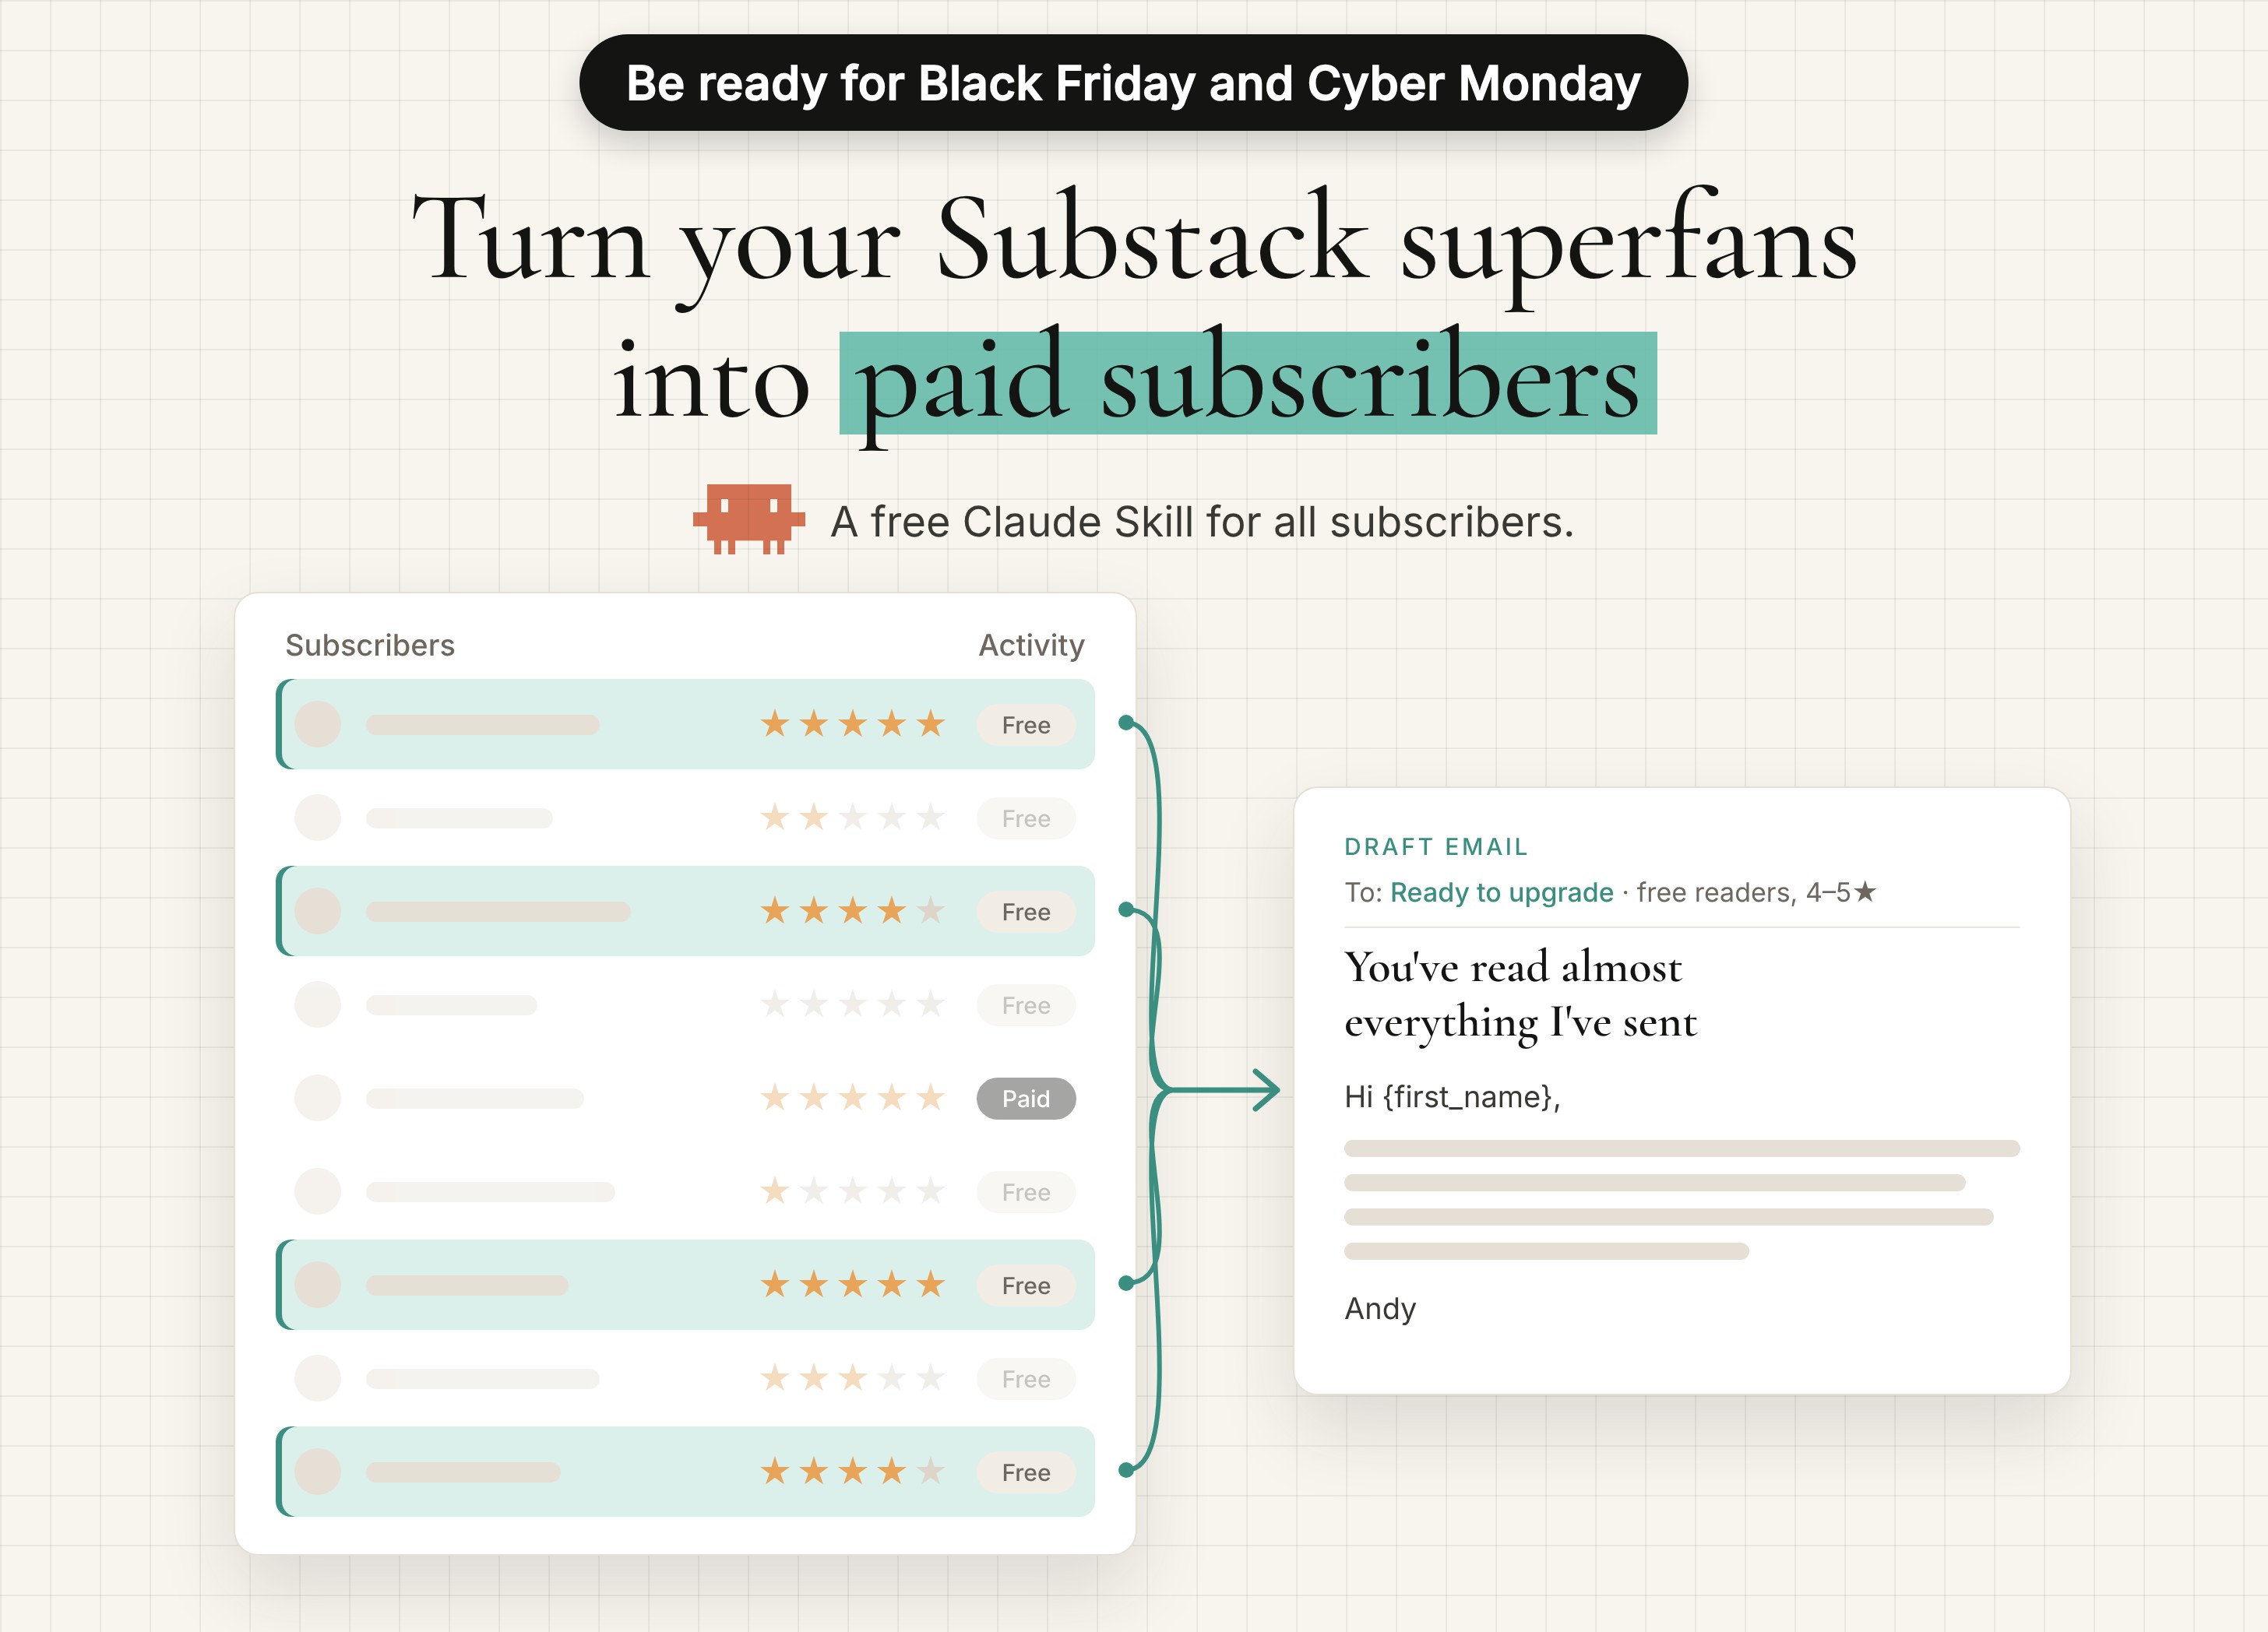 Be ready for Black Friday and Cyber Monday
Turn your Substack superfans
into paid subscribers
A free Claude Skill for all subscribers.
Subscribers Activity
★★★★★ Free
★★★★★ Free
★★★★★ Free
★★★★★ Free
★★★★★ Paid
★★★★★ Free
★★★★★ Free
★★★★★ Free
★★★★★ Free
DRAFT EMAIL
To: Ready to upgrade · free readers, 4–5★
You've read almost
everything I've sent
Hi {first_name},
Andy